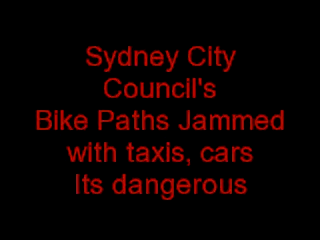 Sydney CIty
Council's
Bike Paths Jammed
with taxis, cars
Its dangerous